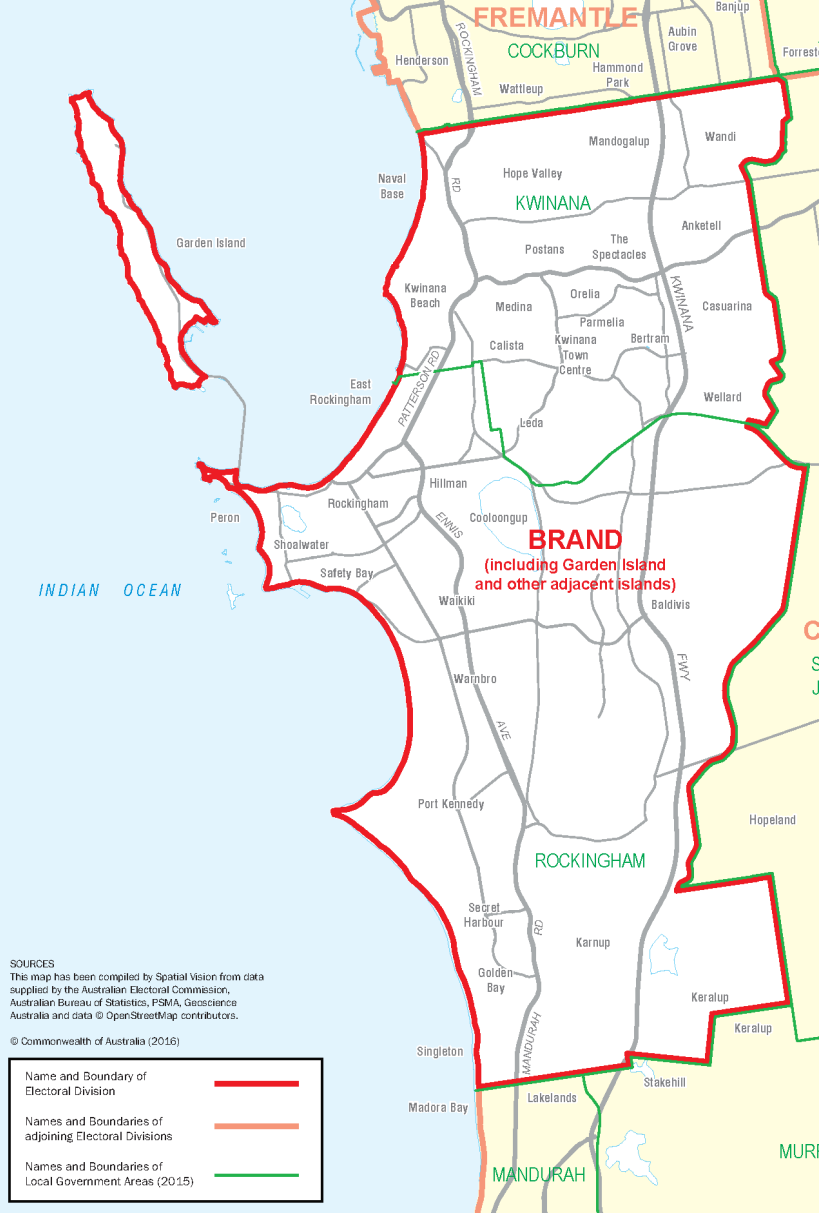 FREMANTLE
Banjup
Aubin
Grove
COCKBURN
Henderson
ROCKINGHAM
Hammond
Park
Forrest
Wattleup
Mandogalup
Wandi
Naval
Base
Hope Valley
RD
KWINANA
Garden Island
Anketell
Postans
The
Spectacles
Kwinana
Beach
Medina
Orelia
KWINANA
Casuarina
Parmelia
Calista
Kwinana
Town
Centre
Bertram
PATTERSON RD
East
Rockingham
Wellard
Leda
Hillman
Rockingham
Peron
ENNIS
Cooloongup
Shoalwater
BRAND
(including Garden Island
and other adjacent islands)
Safety Bay
INDIAN OCEAN
Waikiki
Baldivis
C
S
J
FWY
Warnbro
AVE
Port Kennedy
Hopeland
ROCKINGHAM
Secret
Harbour
RD
Karnup
Golden
Bay
Keralup
Keralup
MANDURAH
Singleton
Stakehill
Madora Bay
Lakelands
MANDURAH
MURR
SOURCES
This map has been compiled by Spatial Vision from data
supplied by the Australian Electoral Commission,
Australian Bureau of Statistics, PSMA, Geoscience
Australia and data © OpenStreetMap contributors.
© Commonwealth of Australia (2016)
Name and Boundary of
Electoral Division
Names and Boundaries of
adjoining Electoral Divisions
Names and Boundaries of
Local Government Areas (2015)